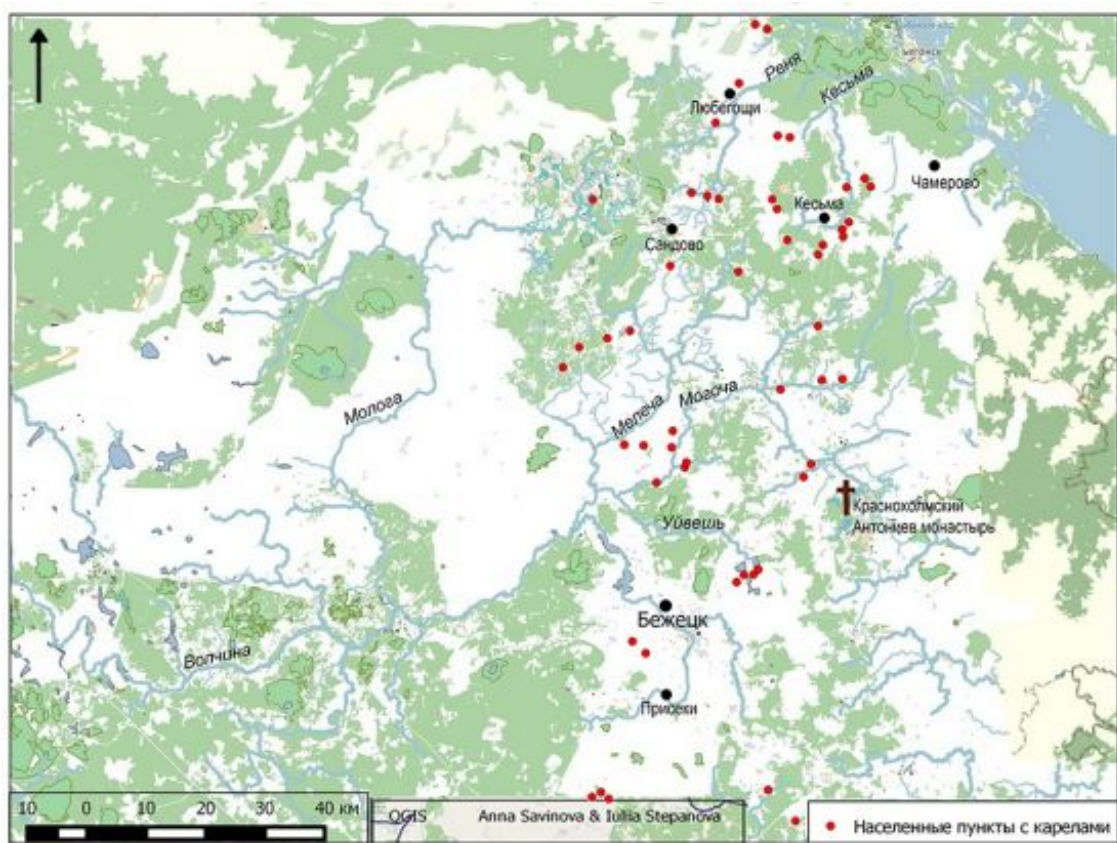 Реня
Кесьма
Любегощи
Чамерово
Кесьма
Сандово
Молога
Мелеча
Могоча
Краснохолмский
Антониев монастырь
Уйвешь
Бежецк
Волчина
Присеки
10 0 10 20 30 40 км
QGIS Anna Savinova & Iuliia Stepanova
Населенные пункты с карелами